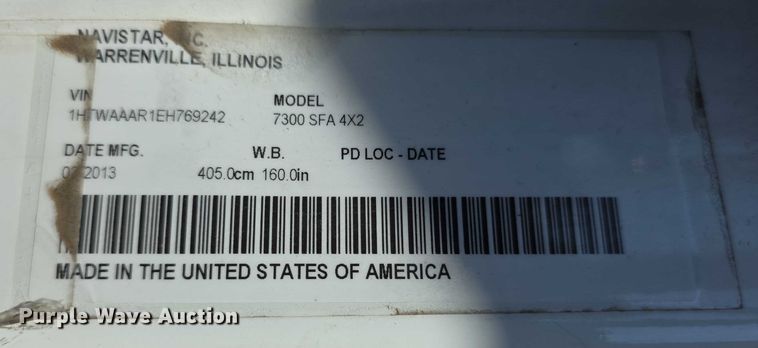 NAVISTAR, INC.
WARRENVILLE, ILLINOIS
VIN MODEL
1HTWAAAR1EH769242 7300 SFA 4X2
DATE MFG. W.B. PD LOC - DATE
2013 405.0cm 160.0in
MADE IN THE UNITED STATES OF AMERICA
Purple Wave Auction